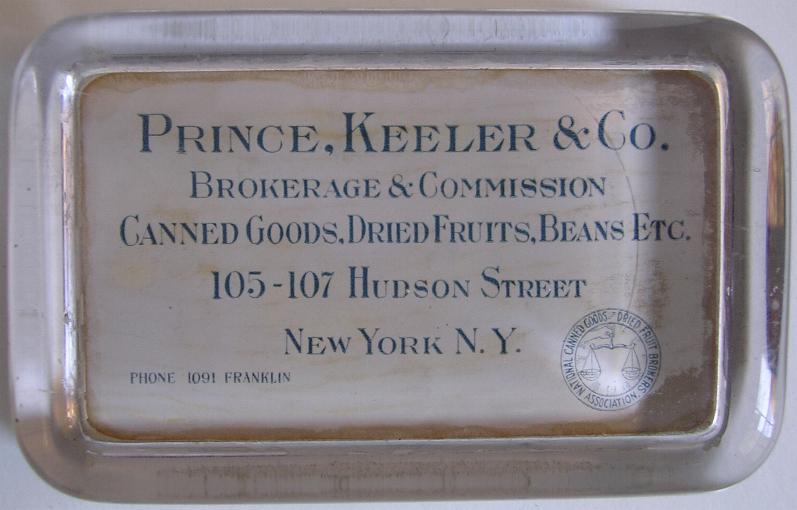 PRINCE, KEELER & CO.
BROKERAGE & COMMISSION
CANNED GOODS, DRIED FRUITS, BEANS ETC.
105-107 HUDSON STREET
NEW YORK N.Y.
PHONE 1091 FRANKLIN
NATIONAL CANNED GOODS AND DRIED FRUIT BROKERS ASSOCIATION